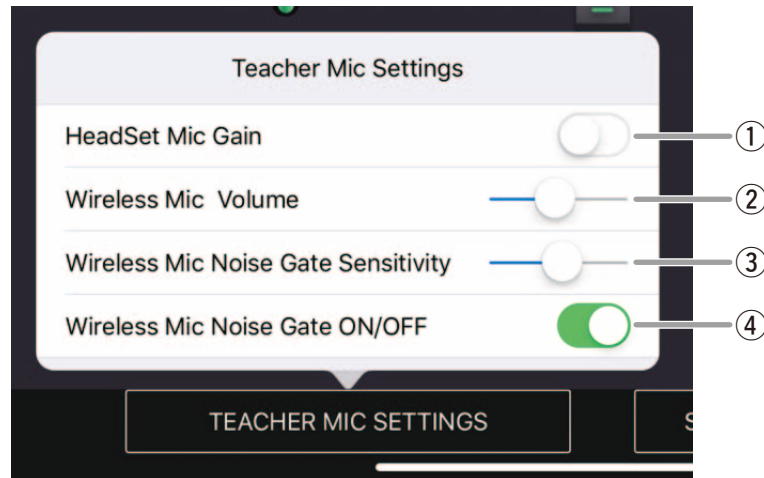 Teacher Mic Settings
HeadSet Mic Gain
①
Wireless Mic Volume
②
Wireless Mic Noise Gate Sensitivity
③
Wireless Mic Noise Gate ON/OFF
④
TEACHER MIC SETTINGS
S